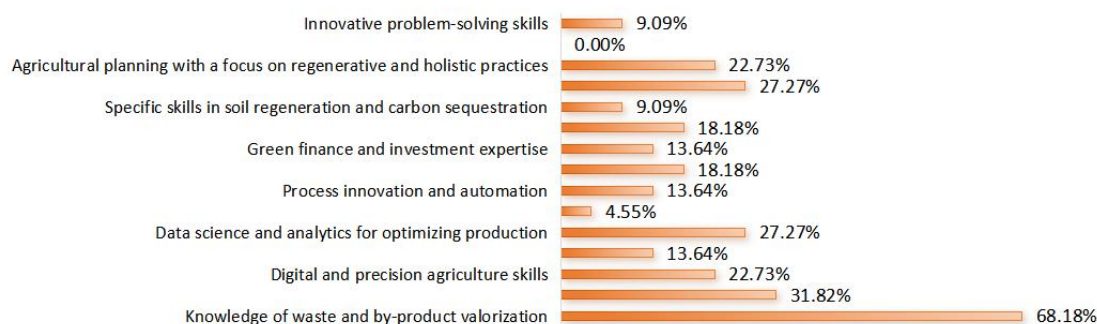 Innovative problem-solving skills 9.09%
0.00%
Agricultural planning with a focus on regenerative and holistic practices 22.73%
27.27%
Specific skills in soil regeneration and carbon sequestration 9.09%
18.18%
Green finance and investment expertise 13.64%
18.18%
Process innovation and automation 13.64%
4.55%
Data science and analytics for optimizing production 27.27%
13.64%
Digital and precision agriculture skills 22.73%
31.82%
Knowledge of waste and by-product valorization 68.18%